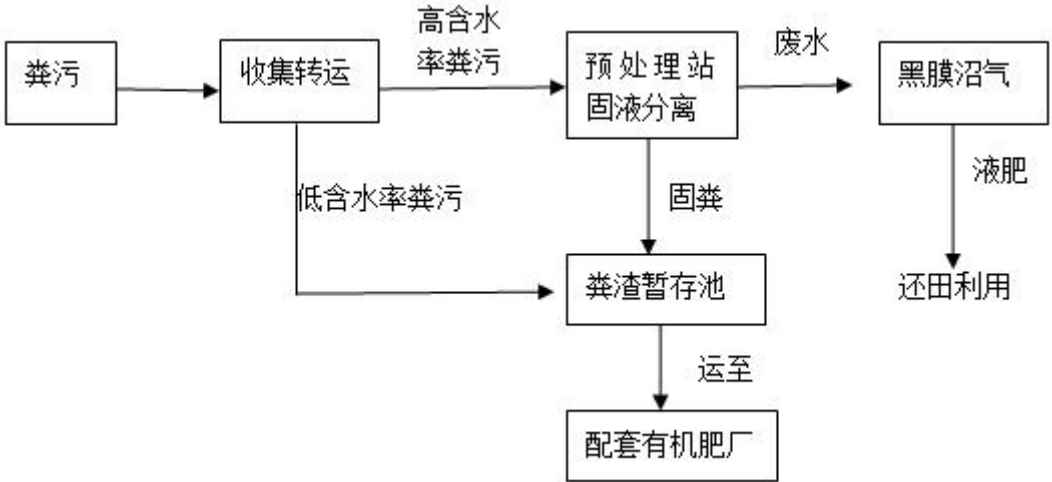 粪污
收集转运
高含水
率粪污
预处理站
固液分离
废水
黑膜沼气
低含水率粪污
固粪
液肥
粪渣暂存池
还田利用
运至
配套有机肥厂